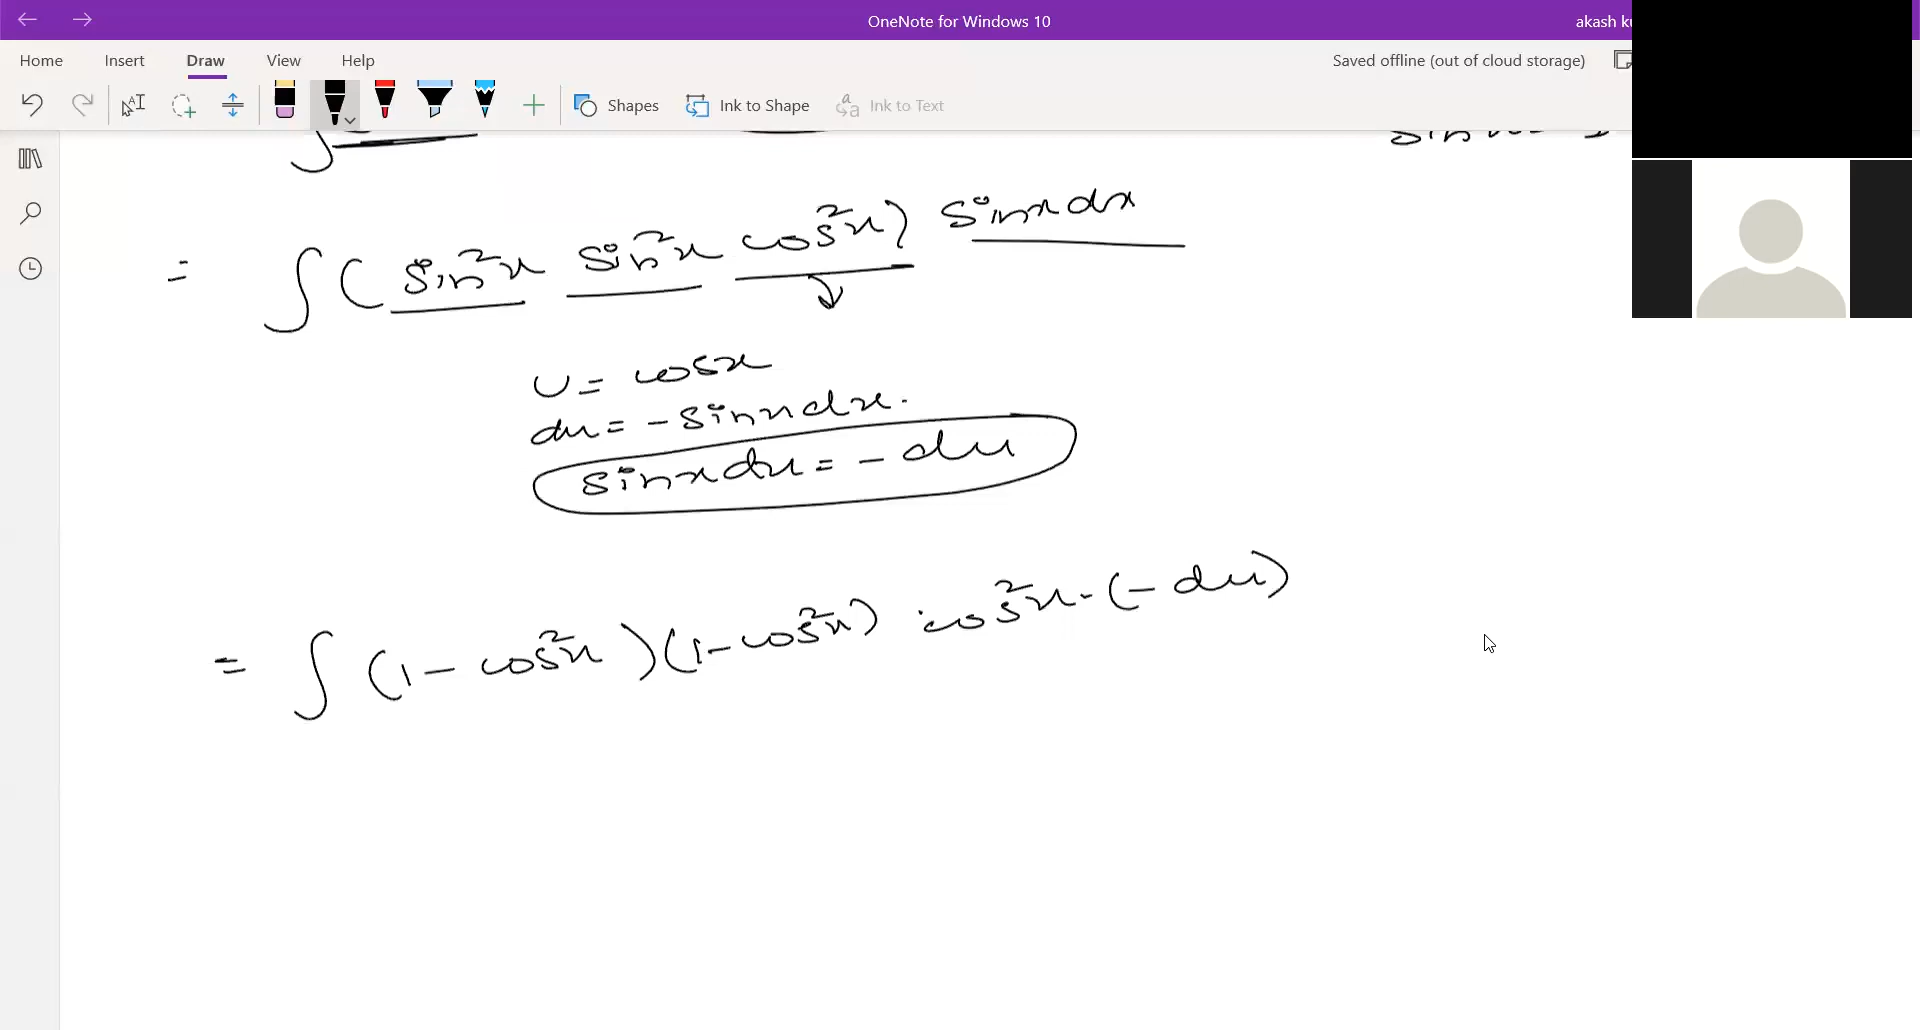 OneNote for Windows 10
akash ku
Home Insert Draw View Help
Saved offline (out of cloud storage)
Shapes Ink to Shape Ink to Text
= ∫ ( sin²x sin²x cos²x) sinx dx
u = cosx
du = - sinx dx.
sinx dx = - du
= ∫ (1 - cos²x )(1 - cos²x) cos²x . (- du)